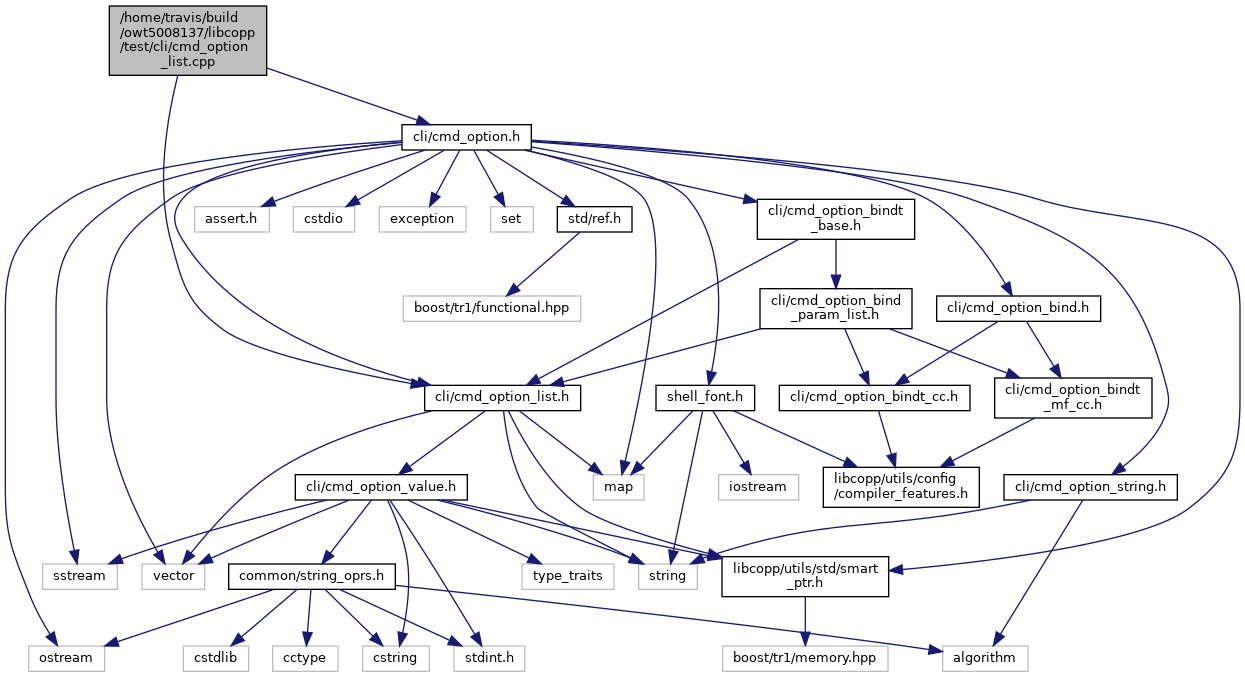 /home/travis/build
/owt5008137/libcopp
/test/cli/cmd_option
_list.cpp
cli/cmd_option.h
assert.h
cstdio
exception
set
std/ref.h
cli/cmd_option_bindt
_base.h
boost/tr1/functional.hpp
cli/cmd_option_bind
_param_list.h
cli/cmd_option_bind.h
cli/cmd_option_list.h
shell_font.h
cli/cmd_option_bindt_cc.h
cli/cmd_option_bindt
_mf_cc.h
cli/cmd_option_value.h
map
iostream
libcopp/utils/config
/compiler_features.h
cli/cmd_option_string.h
sstream
vector
common/string_oprs.h
type_traits
string
libcopp/utils/std/smart
_ptr.h
ostream
cstdlib
cctype
cstring
stdint.h
boost/tr1/memory.hpp
algorithm